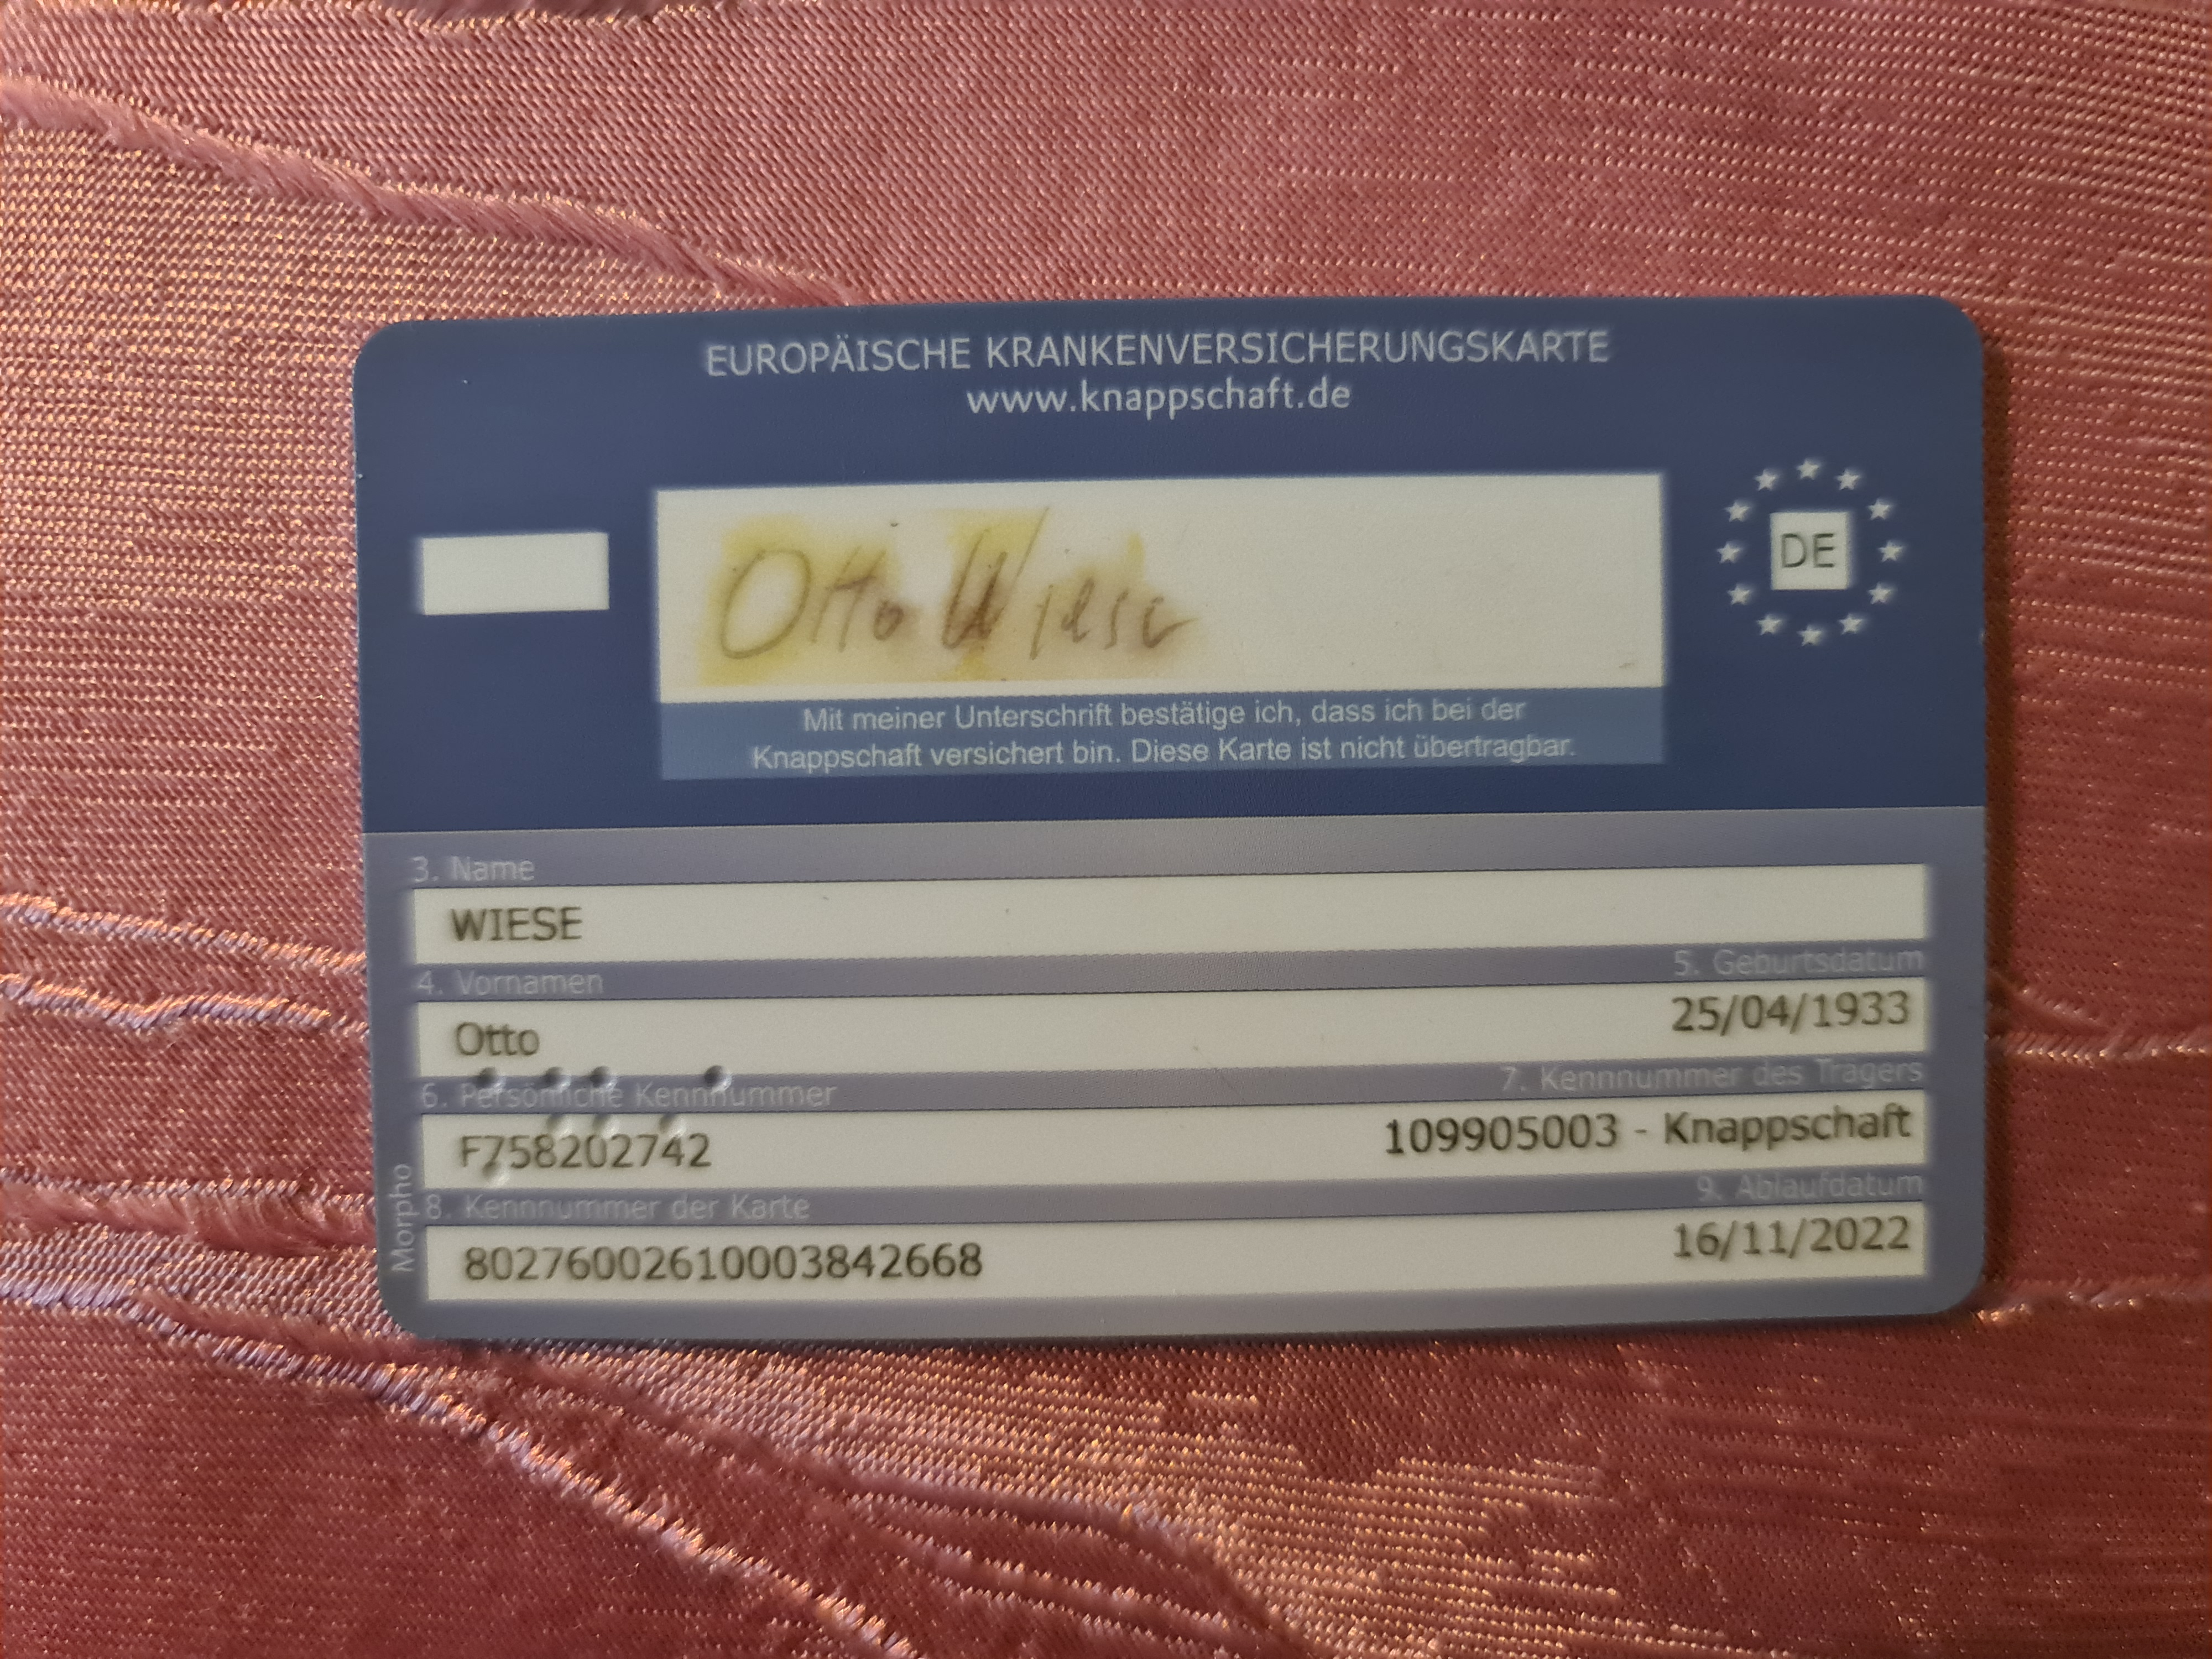 EUROPÄISCHE KRANKENVERSICHERUNGSKARTE
www.knappschaft.de
Otto Wiese
DE
Mit meiner Unterschrift bestätige ich, dass ich bei der
Knappschaft versichert bin. Diese Karte ist nicht übertragbar.
3. Name
WIESE
4. Vornamen
5. Geburtsdatum
Otto
25/04/1933
6. Persönliche Kennnummer
7. Kennnummer des Trägers
F758202742
109905003 - Knappschaft
8. Kennnummer der Karte
9. Ablaufdatum
80276002610003842668
16/11/2022
Morpho